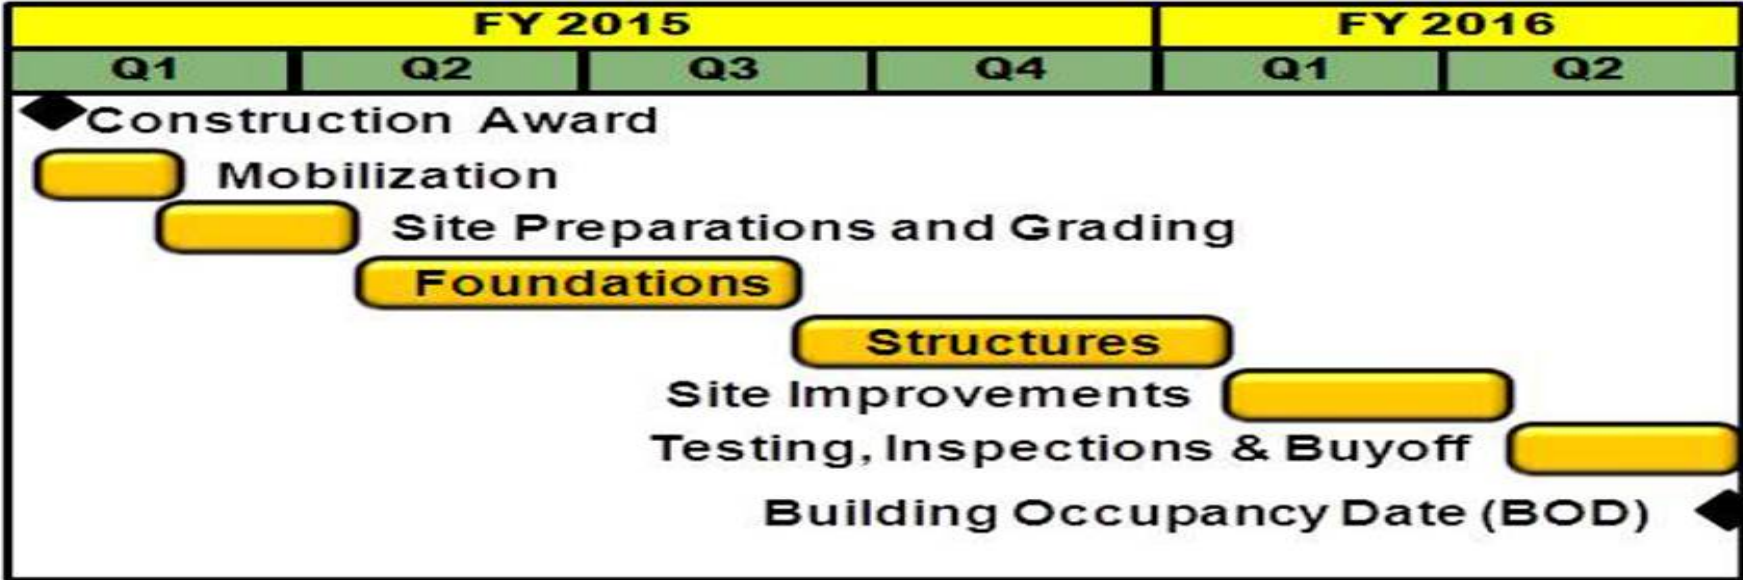 FY 2015 FY 2016
Q1 Q2 Q3 Q4 Q1 Q2
Construction Award
Mobilization
Site Preparations and Grading
Foundations
Structures
Site Improvements
Testing, Inspections & Buyoff
Building Occupancy Date (BOD)